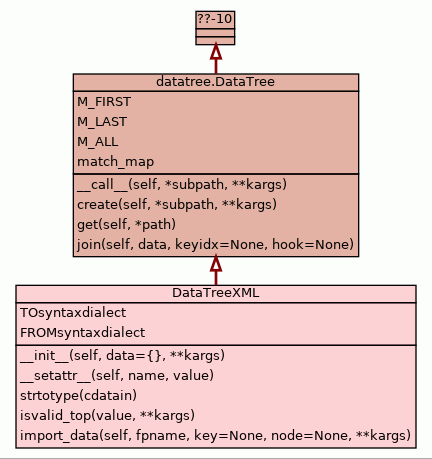 ??-10
datatree.DataTree
M_FIRST
M_LAST
M_ALL
match_map
__call__(self, *subpath, **kargs)
create(self, *subpath, **kargs)
get(self, *path)
join(self, data, keyidx=None, hook=None)
DataTreeXML
TOsyntaxdialect
FROMsyntaxdialect
__init__(self, data={}, **kargs)
__setattr__(self, name, value)
strtotype(cdatain)
isvalid_top(value, **kargs)
import_data(self, fpname, key=None, node=None, **kargs)